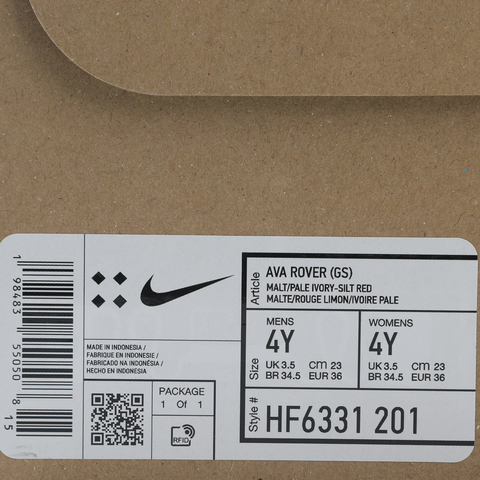 1 98483 55050 8 15
MADE IN INDONESIA /
FABRIQUE EN INDONESIE /
FABRICADO NA INDONÉSIA /
HECHO EN INDONESIA
PACKAGE
1 Of 1
RFID
Article
AVA ROVER (GS)
MALT/PALE IVORY-SILT RED
MALTE/ROUGE LIMON/IVOIRE PALE
Size
MENS
4Y
UK 3.5 CM 23
BR 34.5 EUR 36
WOMENS
4Y
UK 3.5 CM 23
BR 34.5 EUR 36
Style #
HF6331 201